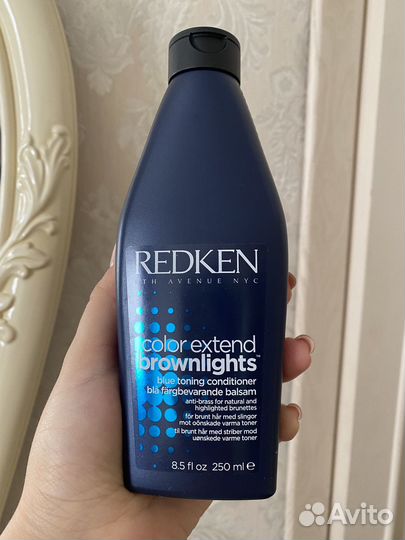 REDKEN
5TH AVENUE NYC
color extend
brownlights™
blue toning conditioner
blå färgbevarande balsam
anti-brass for natural and
highlighted brunettes
för brunt hår med slingor
mot oönskade varma toner
til brunt hår med striber mod
uønskede varme toner
8.5 fl oz 250 ml e
Avito